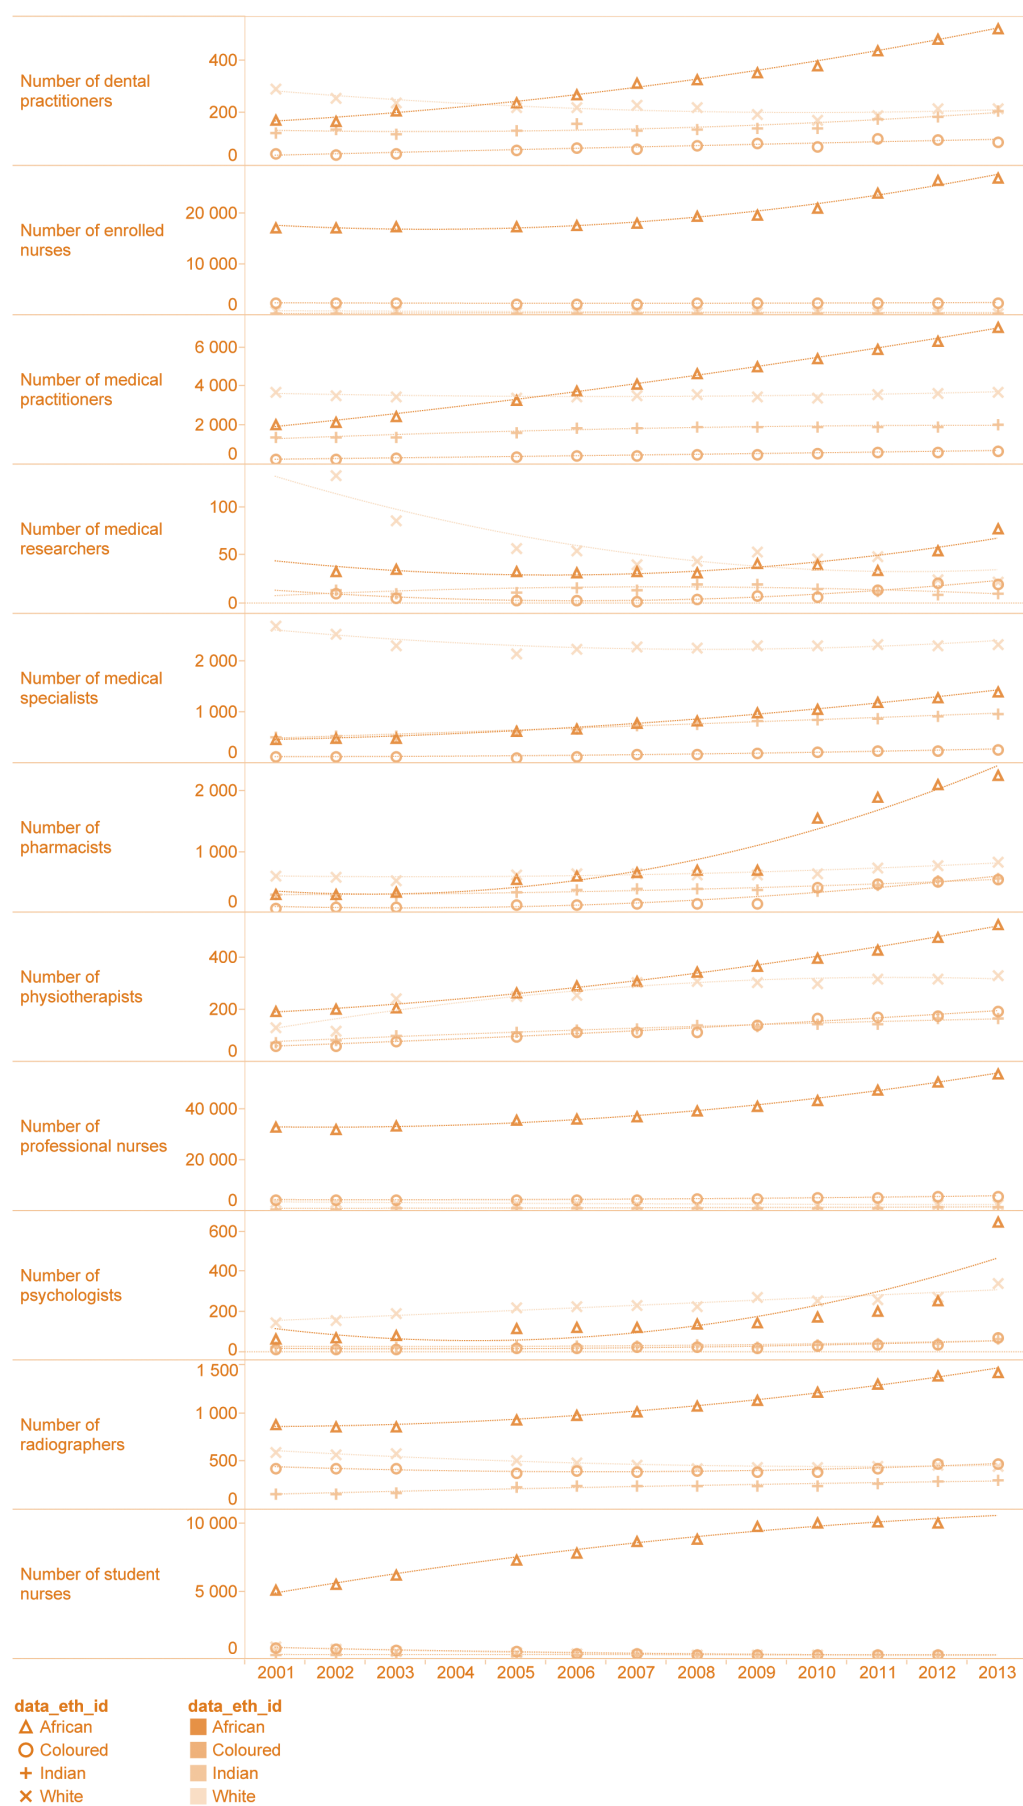 400
Number of dental
practitioners
200
0
20 000
Number of enrolled
nurses
10 000
0
6 000
Number of medical
practitioners
4 000
2 000
0
100
Number of medical
researchers
50
0
2 000
Number of medical
specialists
1 000
0
2 000
Number of
pharmacists
1 000
0
400
Number of
physiotherapists
200
0
40 000
Number of
professional nurses
20 000
0
600
Number of
psychologists
400
200
0
1 500
Number of
radiographers
1 000
500
0
10 000
Number of student
nurses
5 000
0
2001 2002 2003 2004 2005 2006 2007 2008 2009 2010 2011 2012 2013
data_eth_id data_eth_id
African African
Coloured Coloured
Indian Indian
White White